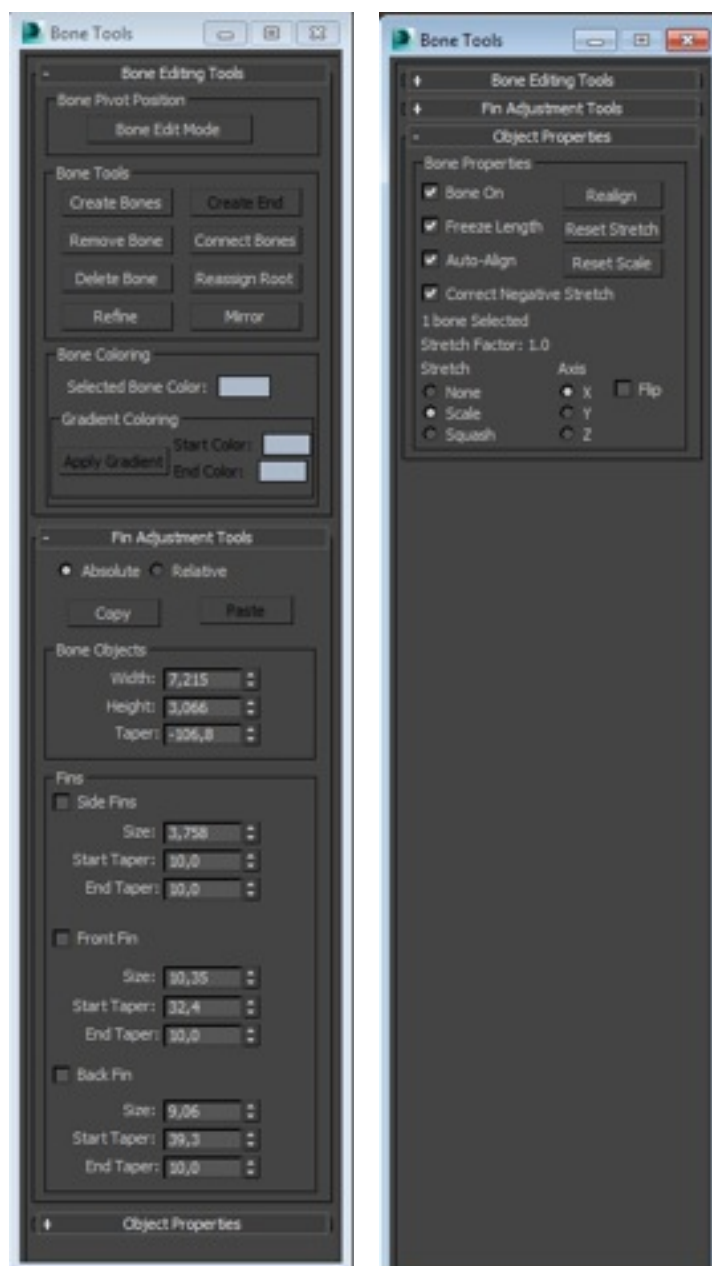 Bone Tools
- Bone Editing Tools
Bone Pivot Position
Bone Edit Mode
Bone Tools
Create Bones Create End
Remove Bone Connect Bones
Delete Bone Reassign Root
Refine Mirror
Bone Coloring
Selected Bone Color:
Gradient Coloring
Apply Gradient Start Color:
End Color:
- Fin Adjustment Tools
Absolute Relative
Copy Paste
Bone Objects
Width: 7,215
Height: 3,066
Taper: -106,8
Fins
Side Fins
Size: 3,758
Start Taper: 10,0
End Taper: 10,0
Front Fin
Size: 10,35
Start Taper: 32,4
End Taper: 10,0
Back Fin
Size: 9,06
Start Taper: 39,3
End Taper: 10,0
+ Object Properties
Bone Tools
+ Bone Editing Tools
+ Fin Adjustment Tools
- Object Properties
Bone Properties
Bone On Realign
Freeze Length Reset Stretch
Auto-Align Reset Scale
Correct Negative Stretch
1 bone Selected
Stretch Factor: 1.0
Stretch Axis
None X Flip
Scale Y
Squash Z